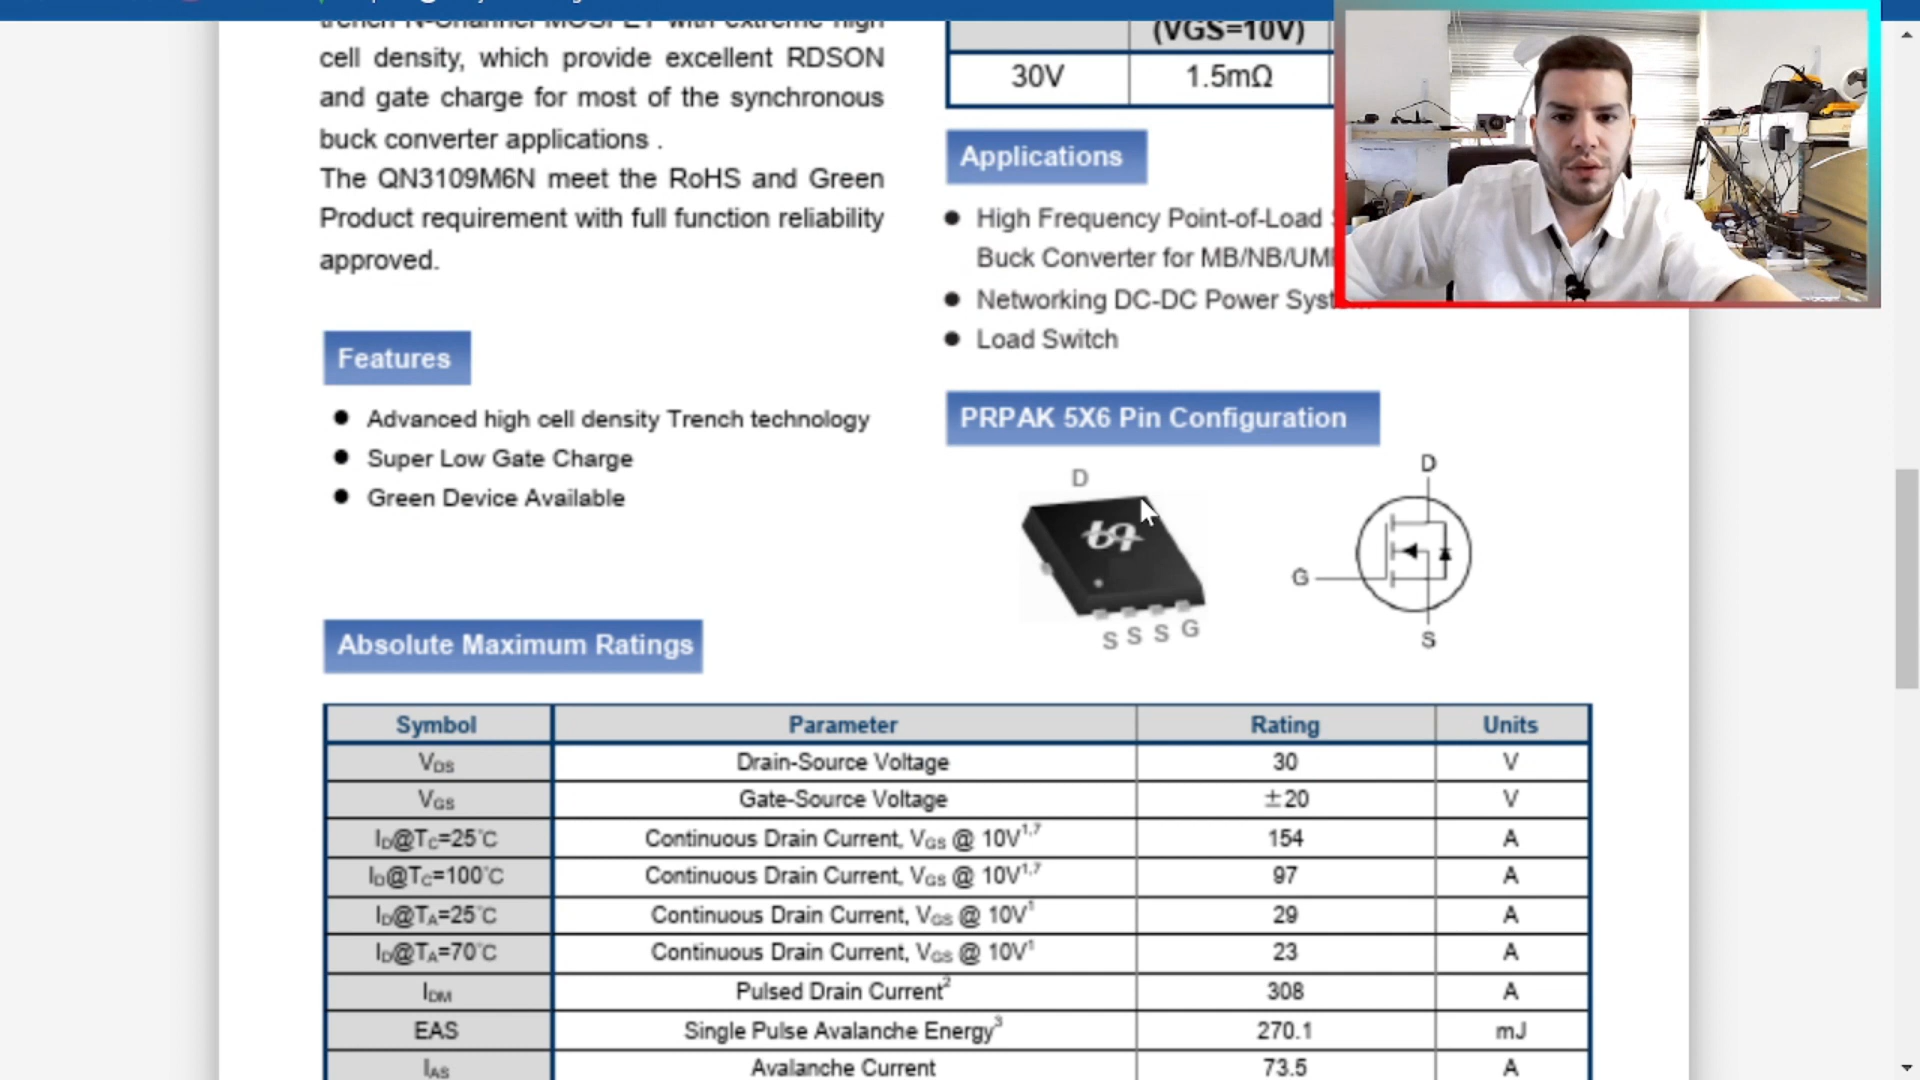 trench N-Channel MOSFET with extreme high
cell density, which provide excellent RDSON
and gate charge for most of the synchronous
buck converter applications .
The QN3109M6N meet the RoHS and Green
Product requirement with full function reliability
approved.
Features
● Advanced high cell density Trench technology
● Super Low Gate Charge
● Green Device Available
(VGS=10V)
30V 1.5mΩ
Applications
● High Frequency Point-of-Load
Buck Converter for MB/NB/UM
● Networking DC-DC Power Syst
● Load Switch
PRPAK 5X6 Pin Configuration
D
S S S G
D
G
S
Absolute Maximum Ratings
Symbol Parameter Rating Units
VDS Drain-Source Voltage 30 V
VGS Gate-Source Voltage ±20 V
ID@TC=25℃ Continuous Drain Current, VGS @ 10V1,7 154 A
ID@TC=100℃ Continuous Drain Current, VGS @ 10V1,7 97 A
ID@TA=25℃ Continuous Drain Current, VGS @ 10V1 29 A
ID@TA=70℃ Continuous Drain Current, VGS @ 10V1 23 A
IDM Pulsed Drain Current2 308 A
EAS Single Pulse Avalanche Energy3 270.1 mJ
IAS Avalanche Current 73.5 A